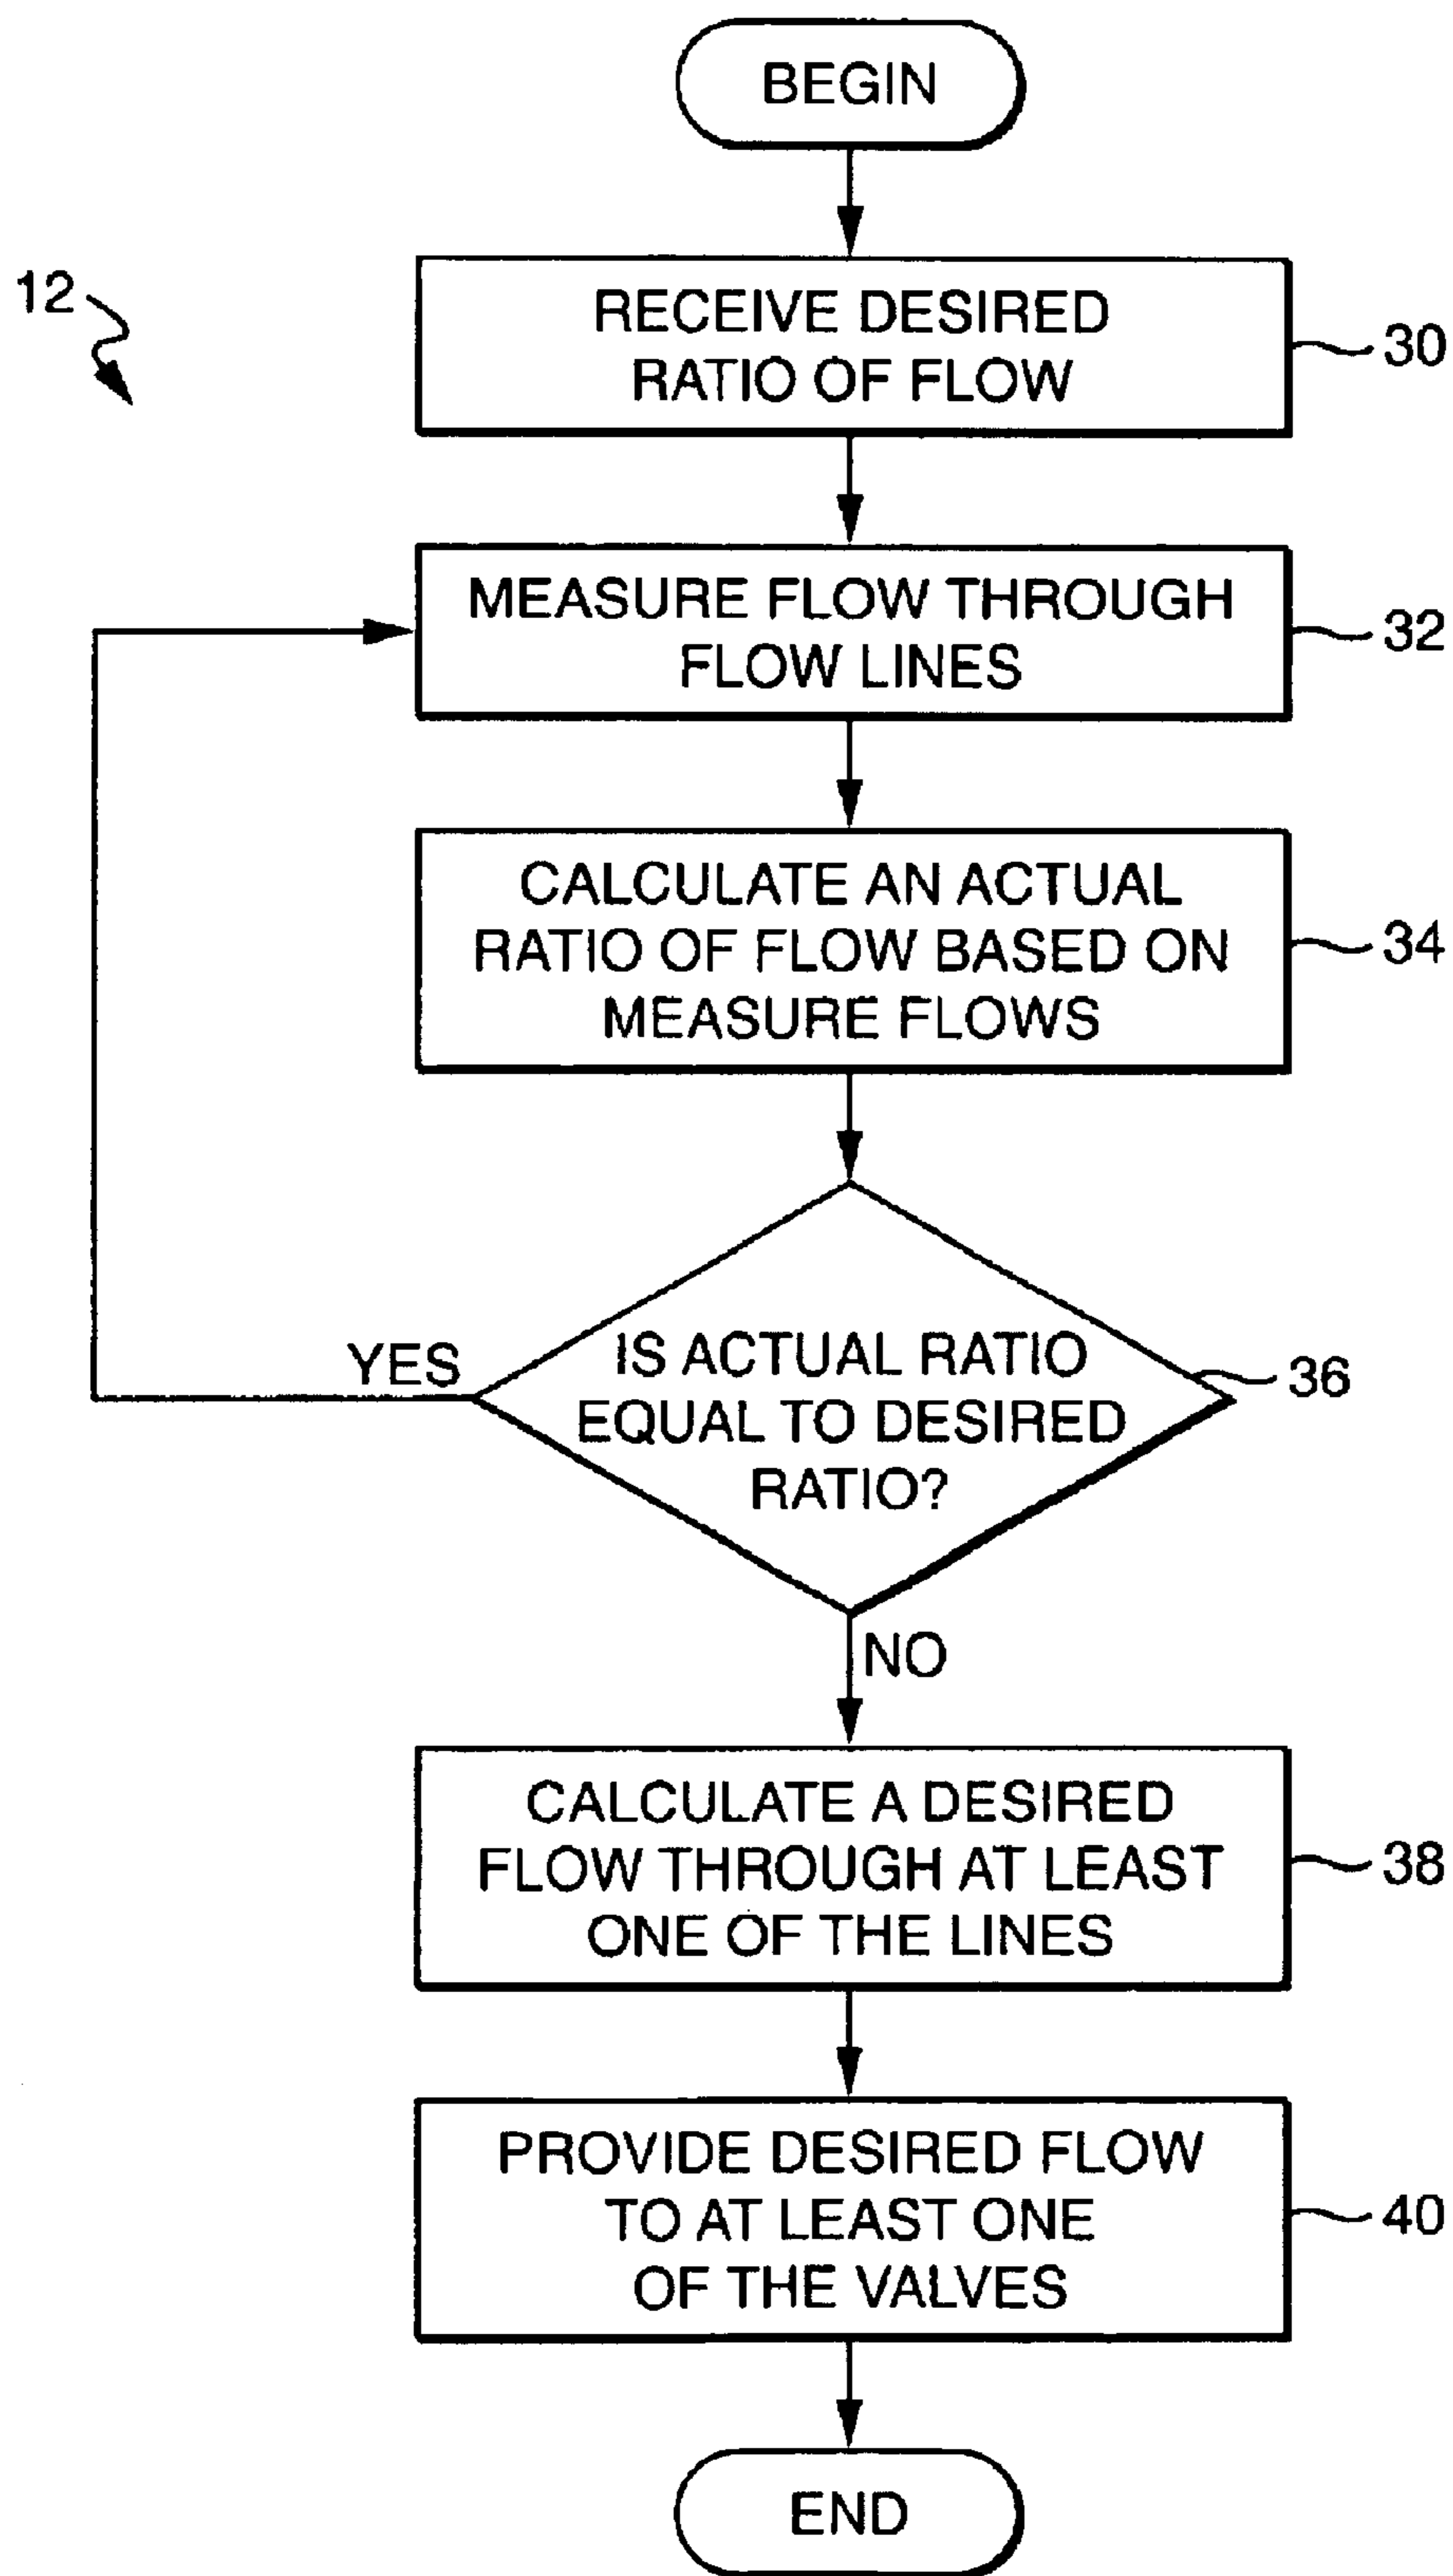 BEGIN
12
RECEIVE DESIRED
RATIO OF FLOW
30
MEASURE FLOW THROUGH
FLOW LINES
32
CALCULATE AN ACTUAL
RATIO OF FLOW BASED ON
MEASURE FLOWS
34
YES
IS ACTUAL RATIO
EQUAL TO DESIRED
RATIO?
36
NO
CALCULATE A DESIRED
FLOW THROUGH AT LEAST
ONE OF THE LINES
38
PROVIDE DESIRED FLOW
TO AT LEAST ONE
OF THE VALVES
40
END